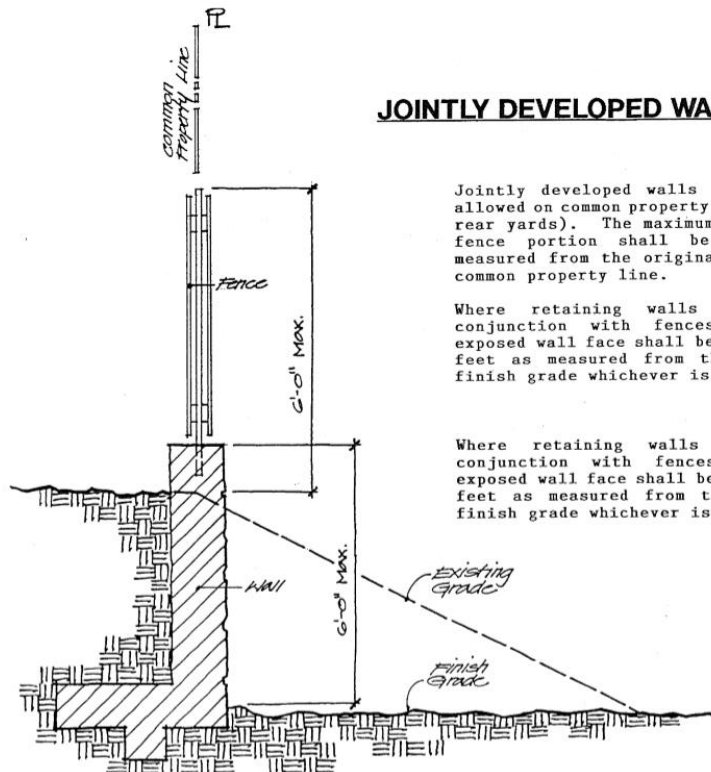 PL
Common
Property Line
JOINTLY DEVELOPED WA
Jointly developed walls
allowed on common property
rear yards). The maximum
fence portion shall be
measured from the original
common property line.
Fence
6'-0" Max.
Where retaining walls
conjunction with fences
exposed wall face shall be
feet as measured from th
finish grade whichever is
Where retaining walls
conjunction with fences
exposed wall face shall be
feet as measured from th
finish grade whichever is
Wall
6'-0" Max.
Existing
Grade
Finish
Grade